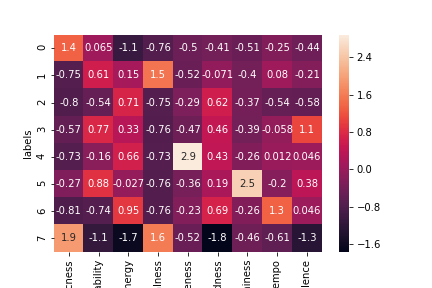 0 1.4 0.065 -1.1 -0.76 -0.5 -0.41 -0.51 -0.25 -0.44
1 -0.75 0.61 0.15 1.5 -0.52 -0.071 -0.4 0.08 -0.21
2 -0.8 -0.54 0.71 -0.75 -0.29 0.62 -0.37 -0.54 -0.58
3 -0.57 0.77 0.33 -0.76 -0.47 0.46 -0.39 -0.058 1.1
4 -0.73 -0.16 0.66 -0.73 2.9 0.43 -0.26 0.012 0.046
5 -0.27 0.88 -0.027 -0.76 -0.36 0.19 2.5 -0.2 0.38
6 -0.81 -0.74 0.95 -0.76 -0.23 0.69 -0.26 1.3 0.046
7 1.9 -1.1 -1.7 1.6 -0.52 -1.8 -0.46 -0.61 -1.3
labels
icness ability nergy lness eness dness hiness empo lence
2.4
1.8
1.2
0.6
0.0
−0.8
−1.6